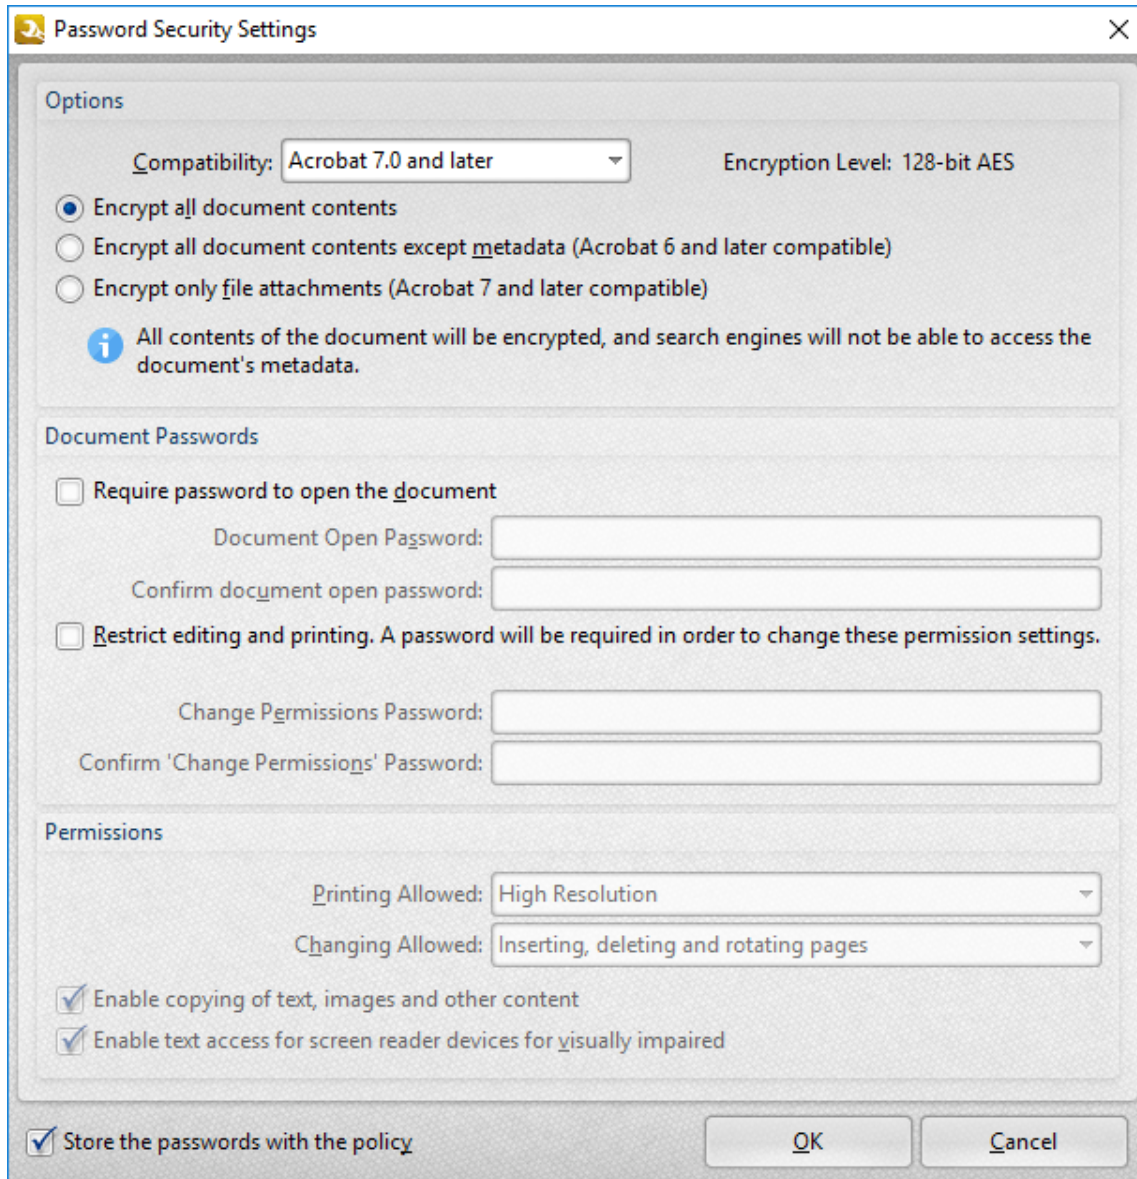 Password Security Settings
Options
Compatibility: Acrobat 7.0 and later Encryption Level: 128-bit AES
Encrypt all document contents
Encrypt all document contents except metadata (Acrobat 6 and later compatible)
Encrypt only file attachments (Acrobat 7 and later compatible)
All contents of the document will be encrypted, and search engines will not be able to access the
document's metadata.
Document Passwords
Require password to open the document
Document Open Password:
Confirm document open password:
Restrict editing and printing. A password will be required in order to change these permission settings.
Change Permissions Password:
Confirm 'Change Permissions' Password:
Permissions
Printing Allowed: High Resolution
Changing Allowed: Inserting, deleting and rotating pages
Enable copying of text, images and other content
Enable text access for screen reader devices for visually impaired
Store the passwords with the policy OK Cancel